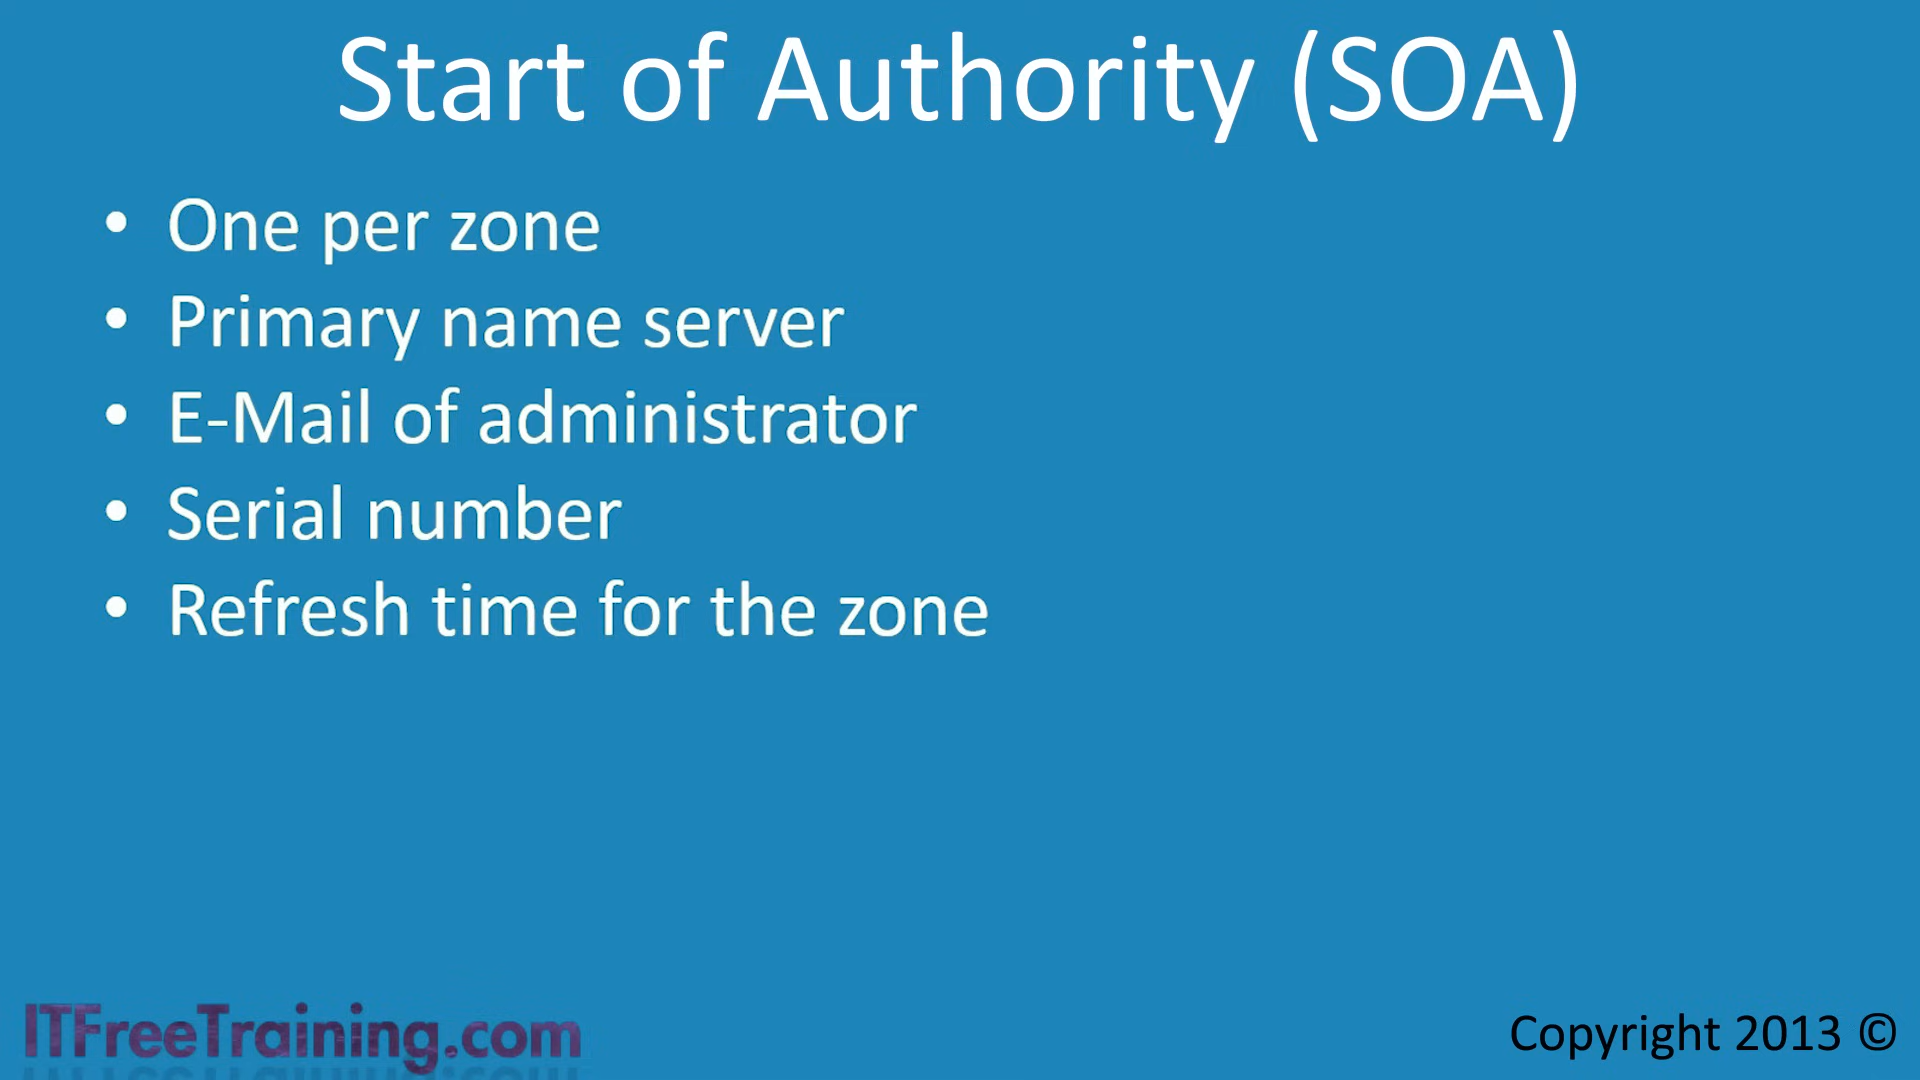 Start of Authority (SOA)
• One per zone
• Primary name server
• E-Mail of administrator
• Serial number
• Refresh time for the zone
ITFreeTraining.com
Copyright 2013 ©